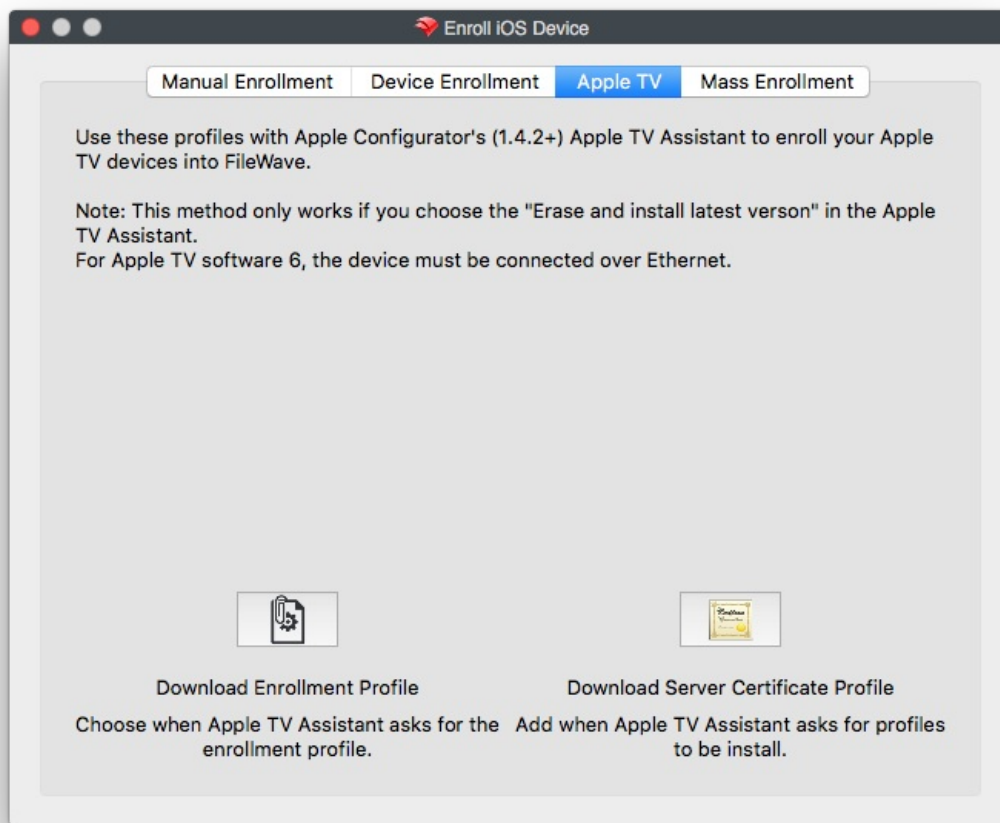 Enroll iOS Device
Manual Enrollment
Device Enrollment
Apple TV
Mass Enrollment
Use these profiles with Apple Configurator's (1.4.2+) Apple TV Assistant to enroll your Apple
TV devices into FileWave.
Note: This method only works if you choose the "Erase and install latest verson" in the Apple
TV Assistant.
For Apple TV software 6, the device must be connected over Ethernet.
Download Enrollment Profile
Choose when Apple TV Assistant asks for the
enrollment profile.
Download Server Certificate Profile
Add when Apple TV Assistant asks for profiles
to be install.